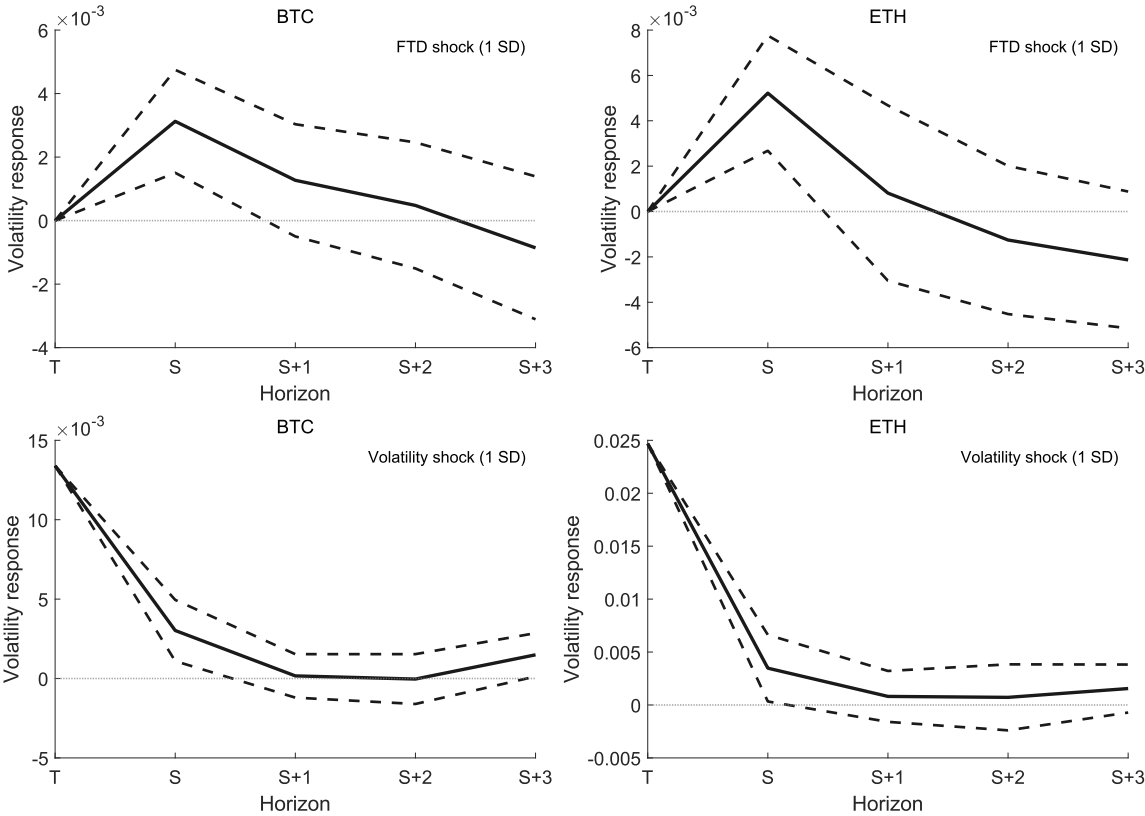 ×10⁻³ BTC
FTD shock (1 SD)
6
4
2
0
-2
-4
Volatility response
T S S+1 S+2 S+3
Horizon
×10⁻³ ETH
FTD shock (1 SD)
8
6
4
2
0
-2
-4
-6
Volatility response
T S S+1 S+2 S+3
Horizon
×10⁻³ BTC
Volatility shock (1 SD)
15
10
5
0
-5
Volatility response
T S S+1 S+2 S+3
Horizon
ETH
Volatility shock (1 SD)
0.025
0.02
0.015
0.01
0.005
0
-0.005
Volatility response
T S S+1 S+2 S+3
Horizon